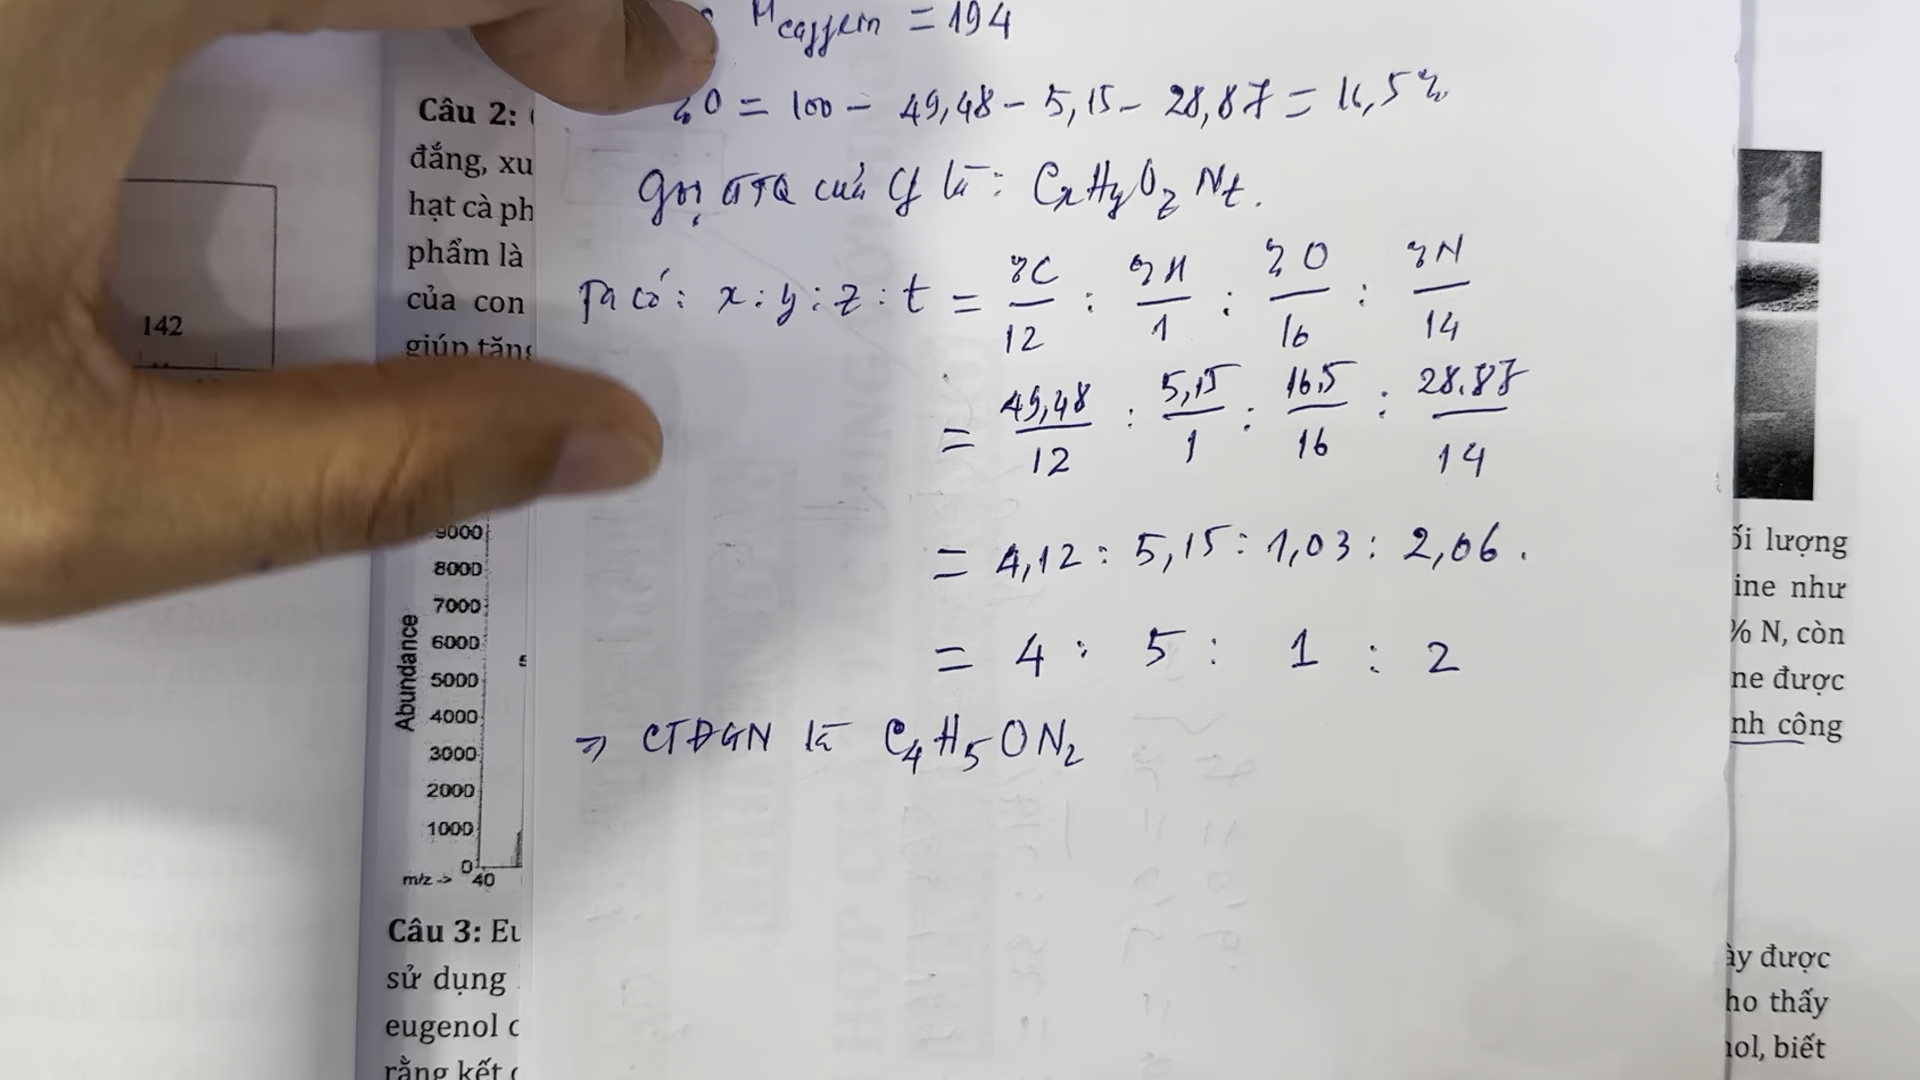 M caffein = 194
%O = 100 - 49,48 - 5,15 - 28,87 = 16,5%
Gọi CTTQ của Cf là: CxHyOzNt.
Ta có: x : y : z : t = %C/12 : %H/1 : %O/16 : %N/14
= 49,48/12 : 5,15/1 : 16,5/16 : 28,87/14
= 4,12 : 5,15 : 1,03 : 2,06.
= 4 : 5 : 1 : 2
=> CTĐGN là C4H5ON2
142
Câu 2:
đắng, xu
hạt cà ph
phẩm là
của con
giúp tăng
Abundance
9000
8000
7000
6000
5000
4000
3000
2000
1000
0
m/z -> 40
Câu 3: Eu
sử dụng
eugenol c
rằng kết
ối lượng
ine như
% N, còn
ne được
nh công
ày được
ho thấy
nol, biết